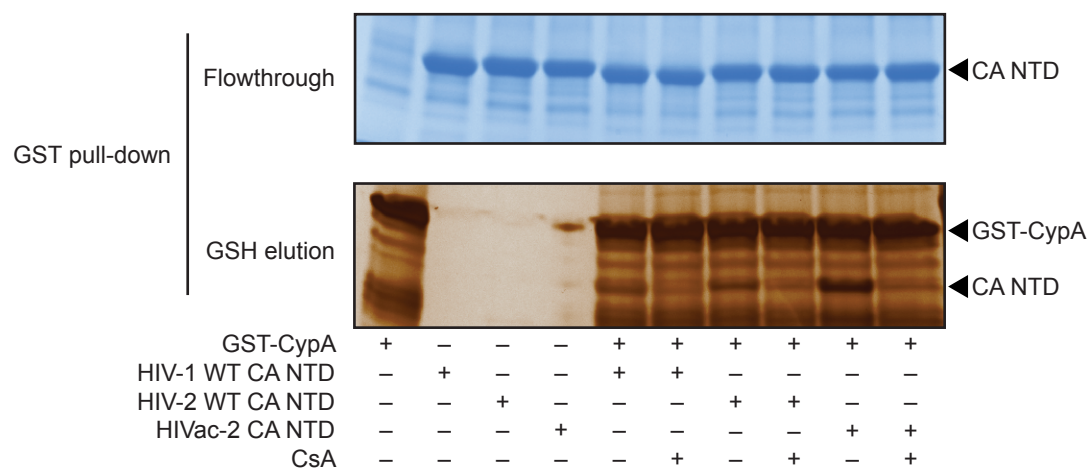 Flowthrough
CA NTD
GST pull-down
GSH elution
GST-CypA
CA NTD
GST-CypA + – – – + + + + + +
HIV-1 WT CA NTD – + – – + + – – – –
HIV-2 WT CA NTD – – + – – – + + – –
HIVac-2 CA NTD – – – + – – – – + +
CsA – – – – – + – + – +